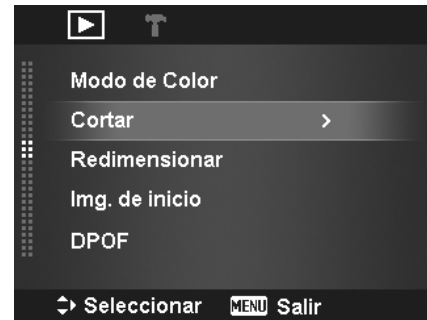 Modo de Color
Cortar
Redimensionar
Img. de inicio
DPOF
Seleccionar MENU Salir